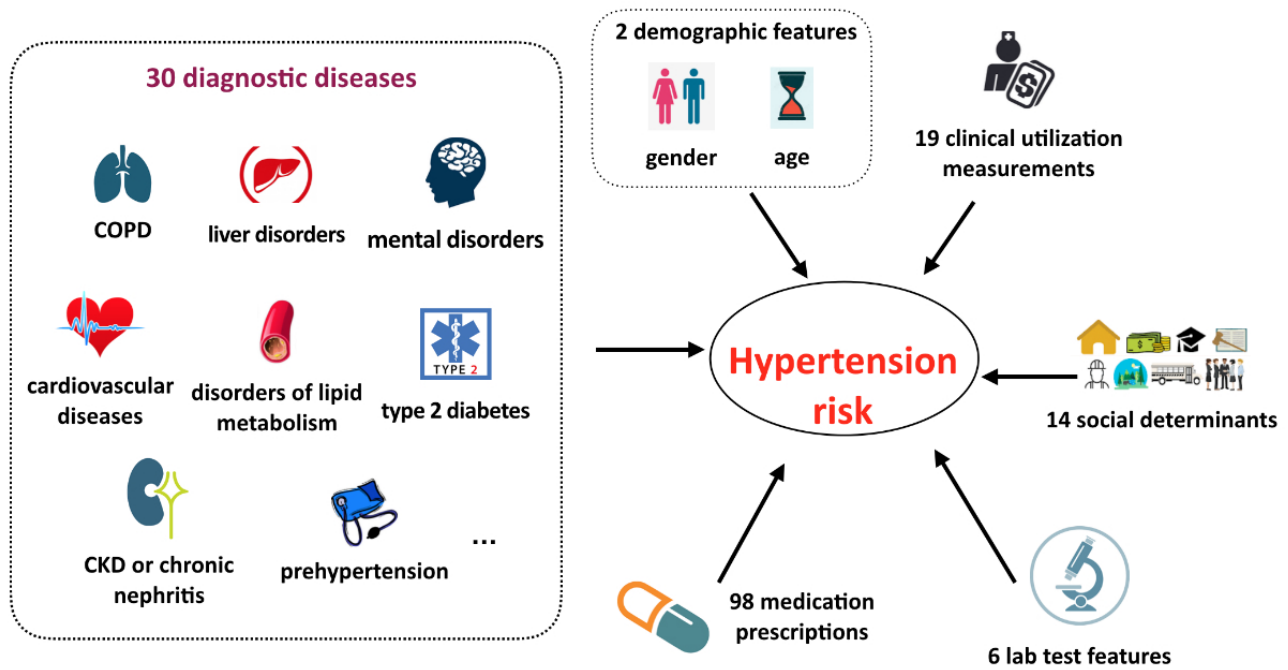 30 diagnostic diseases
COPD
liver disorders
mental disorders
cardiovascular
diseases
disorders of lipid
metabolism
TYPE 2
type 2 diabetes
CKD or chronic
nephritis
prehypertension
...
2 demographic features
gender
age
$
19 clinical utilization
measurements
Hypertension
risk
$
14 social determinants
98 medication
prescriptions
6 lab test features